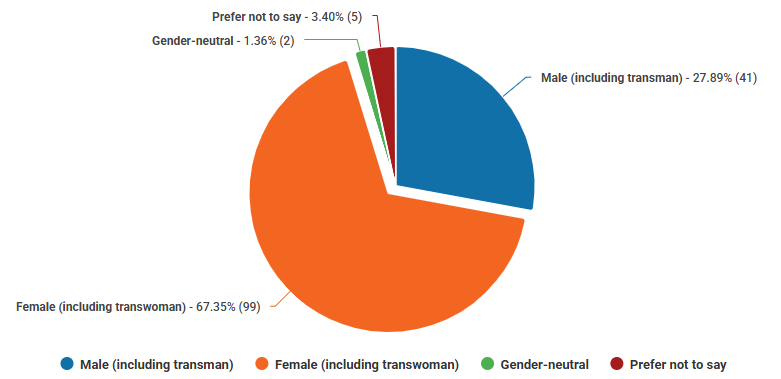 Prefer not to say - 3.40% (5)
Gender-neutral - 1.36% (2)
Male (including transman) - 27.89% (41)
Female (including transwoman) - 67.35% (99)
Male (including transman)
Female (including transwoman)
Gender-neutral
Prefer not to say